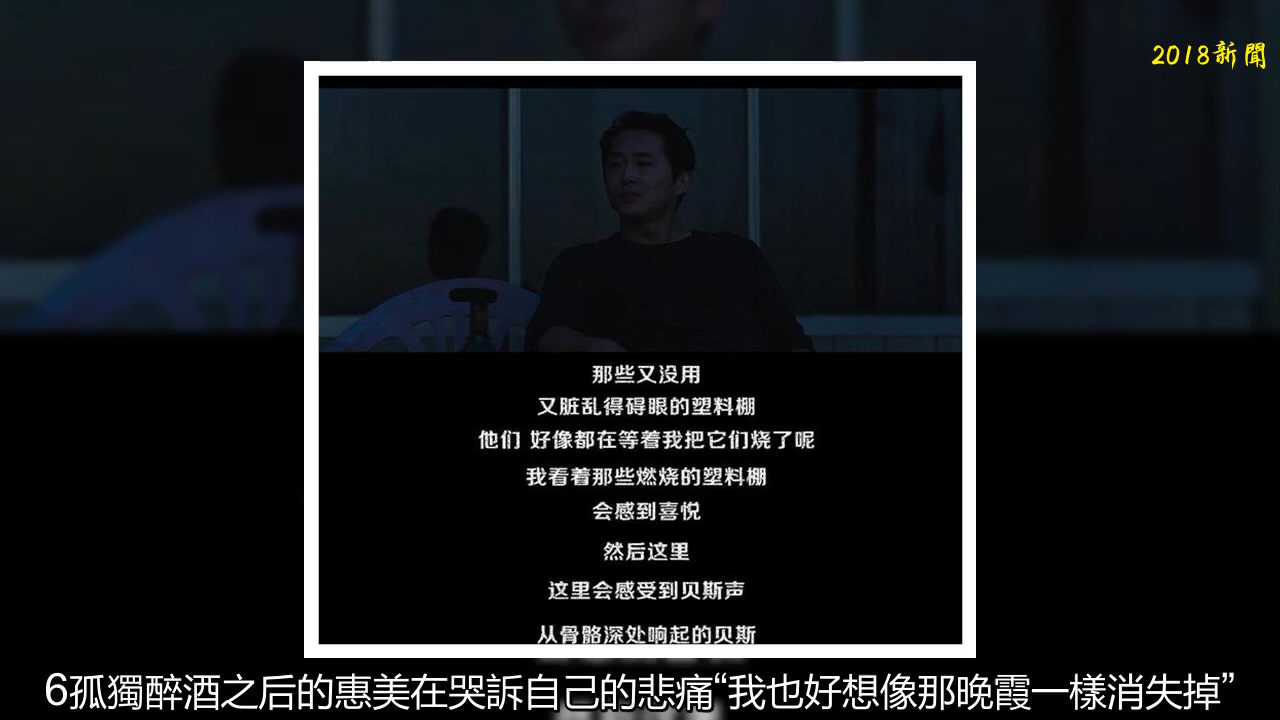 2018新聞
那些又没用
又脏乱得碍眼的塑料棚
他们 好像都在等着我把它们烧了呢
我看着那些燃烧的塑料棚
会感到喜悦
然后这里
这里会感受到贝斯声
从骨骼深处响起的贝斯
6孤獨醉酒之后的惠美在哭訴自己的悲痛“我也好想像那晚霞一樣消失掉”